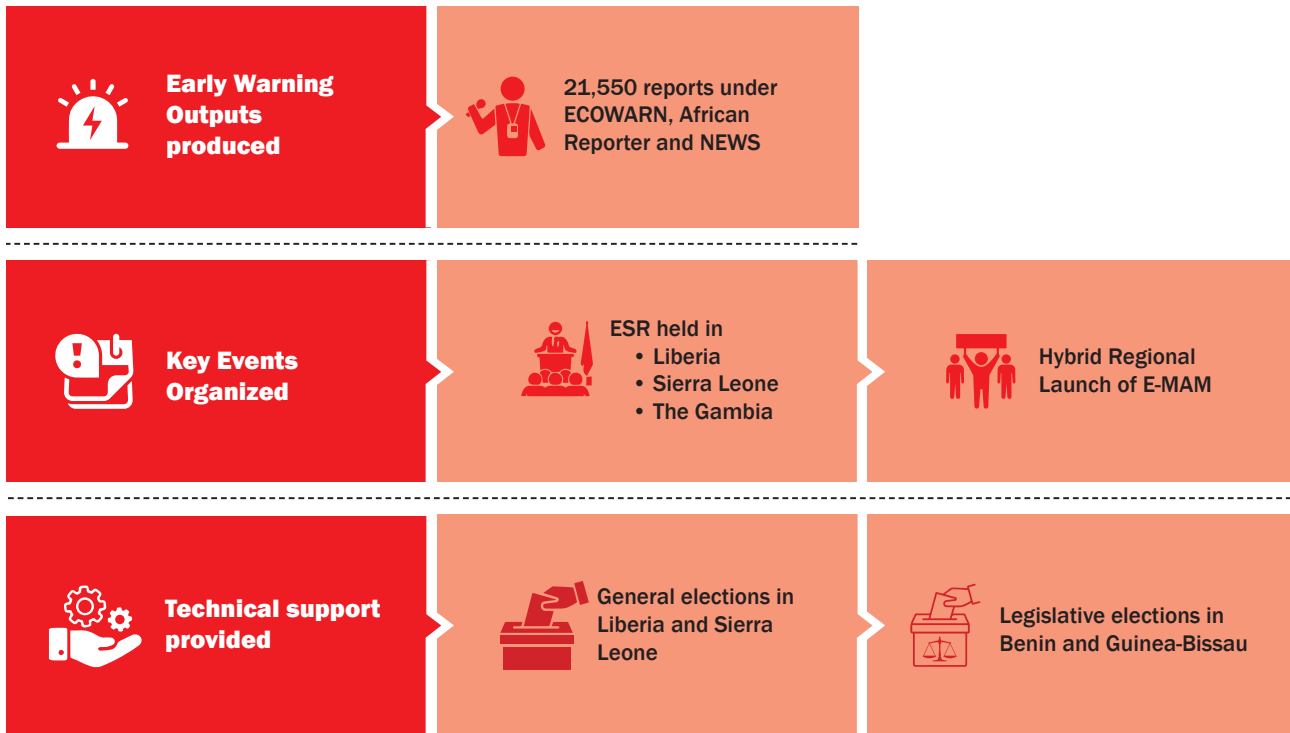 Early Warning
Outputs
produced
21,550 reports under
ECOWARN, African
Reporter and NEWS
Key Events
Organized
ESR held in
• Liberia
• Sierra Leone
• The Gambia
Hybrid Regional
Launch of E-MAM
Technical support
provided
General elections in
Liberia and Sierra
Leone
Legislative elections in
Benin and Guinea-Bissau